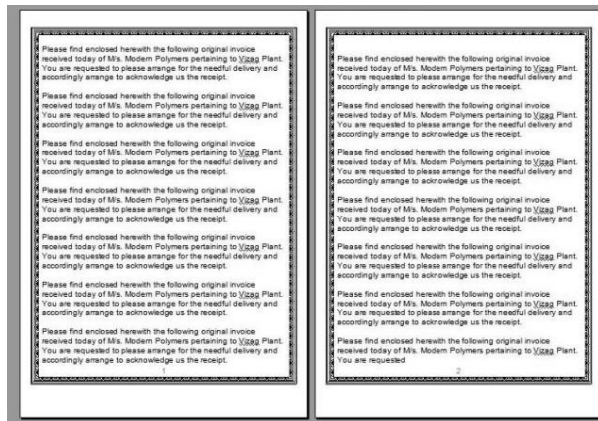 Please find enclosed herewith the following original invoice
received today of M/s. Modern Polymers pertaining to Vizag Plant.
You are requested to please arrange for the needful delivery and
accordingly arrange to acknowledge us the receipt.
Please find enclosed herewith the following original invoice
received today of M/s. Modern Polymers pertaining to Vizag Plant.
You are requested to please arrange for the needful delivery and
accordingly arrange to acknowledge us the receipt.
Please find enclosed herewith the following original invoice
received today of M/s. Modern Polymers pertaining to Vizag Plant.
You are requested to please arrange for the needful delivery and
accordingly arrange to acknowledge us the receipt.
Please find enclosed herewith the following original invoice
received today of M/s. Modern Polymers pertaining to Vizag Plant.
You are requested to please arrange for the needful delivery and
accordingly arrange to acknowledge us the receipt.
Please find enclosed herewith the following original invoice
received today of M/s. Modern Polymers pertaining to Vizag Plant.
You are requested to please arrange for the needful delivery and
accordingly arrange to acknowledge us the receipt.
Please find enclosed herewith the following original invoice
received today of M/s. Modern Polymers pertaining to Vizag Plant.
You are requested to please arrange for the needful delivery and
accordingly arrange to acknowledge us the receipt.
Please find enclosed herewith the following original invoice
received today of M/s. Modern Polymers pertaining to Vizag Plant.
You are requested to please arrange for the needful delivery and
accordingly arrange to acknowledge us the receipt.
1
Please find enclosed herewith the following original invoice
received today of M/s. Modern Polymers pertaining to Vizag Plant.
You are requested to please arrange for the needful delivery and
accordingly arrange to acknowledge us the receipt.
Please find enclosed herewith the following original invoice
received today of M/s. Modern Polymers pertaining to Vizag Plant.
You are requested to please arrange for the needful delivery and
accordingly arrange to acknowledge us the receipt.
Please find enclosed herewith the following original invoice
received today of M/s. Modern Polymers pertaining to Vizag Plant.
You are requested to please arrange for the needful delivery and
accordingly arrange to acknowledge us the receipt.
Please find enclosed herewith the following original invoice
received today of M/s. Modern Polymers pertaining to Vizag Plant.
You are requested to please arrange for the needful delivery and
accordingly arrange to acknowledge us the receipt.
Please find enclosed herewith the following original invoice
received today of M/s. Modern Polymers pertaining to Vizag Plant.
You are requested to please arrange for the needful delivery and
accordingly arrange to acknowledge us the receipt.
Please find enclosed herewith the following original invoice
received today of M/s. Modern Polymers pertaining to Vizag Plant.
You are requested to please arrange for the needful delivery and
accordingly arrange to acknowledge us the receipt.
Please find enclosed herewith the following original invoice
received today of M/s. Modern Polymers pertaining to Vizag Plant.
You are requested
2